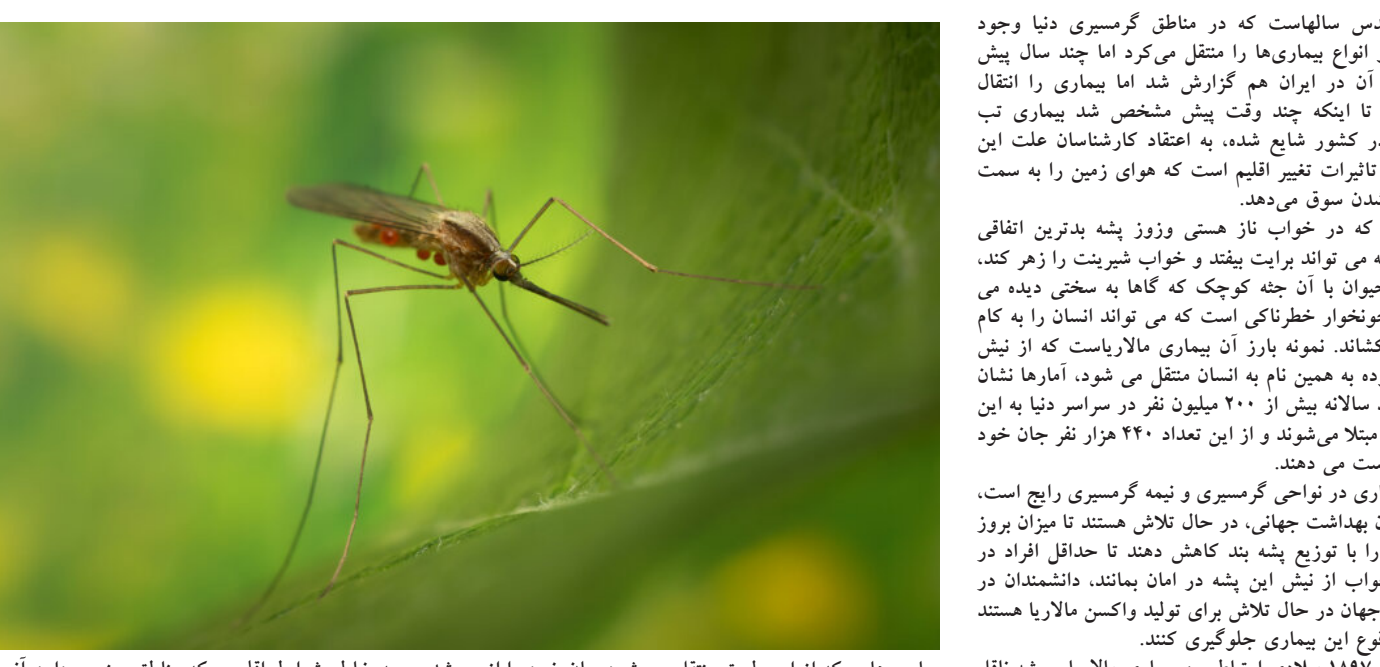 سالهاست که در مناطق گرمسیری دنیا وجود
انواع بیماری‌ها را منتقل می‌کرد اما چند سال پیش
آن در ایران هم گزارش شد اما بیماری را انتقال
تا اینکه چند وقت پیش مشخص شد بیماری تب
کشور شایع شده، به اعتقاد کارشناسان علت این
تاثیرات تغییر اقلیم است که هوای زمین را به سمت
سوق می‌دهد.
که در خواب ناز هستی وزوز پشه بدترین اتفاقی
می تواند برایت بیفتد و خواب شیرینت را زهر کند،
با آن جثه کوچک که گاها به سختی دیده می
خطرناکی است که می تواند انسان را به کام
نمونه بارز آن بیماری مالاریاست که از نیش
به همین نام به انسان منتقل می شود، آمارها نشان
سالانه بیش از ۲۰۰ میلیون نفر در سراسر دنیا به این
مبتلا می‌شوند و از این تعداد ۴۴۰ هزار نفر جان خود
می دهند.
در نواحی گرمسیری و نیمه گرمسیری رایج است،
بهداشت جهانی، در حال تلاش هستند تا میزان بروز
را با توزیع پشه بند کاهش دهند تا حداقل افراد در
از نیش این پشه در امان بمانند، دانشمندان در
جهان در حال تلاش برای تولید واکسن مالاریا هستند
این بیماری جلوگیری کنند.